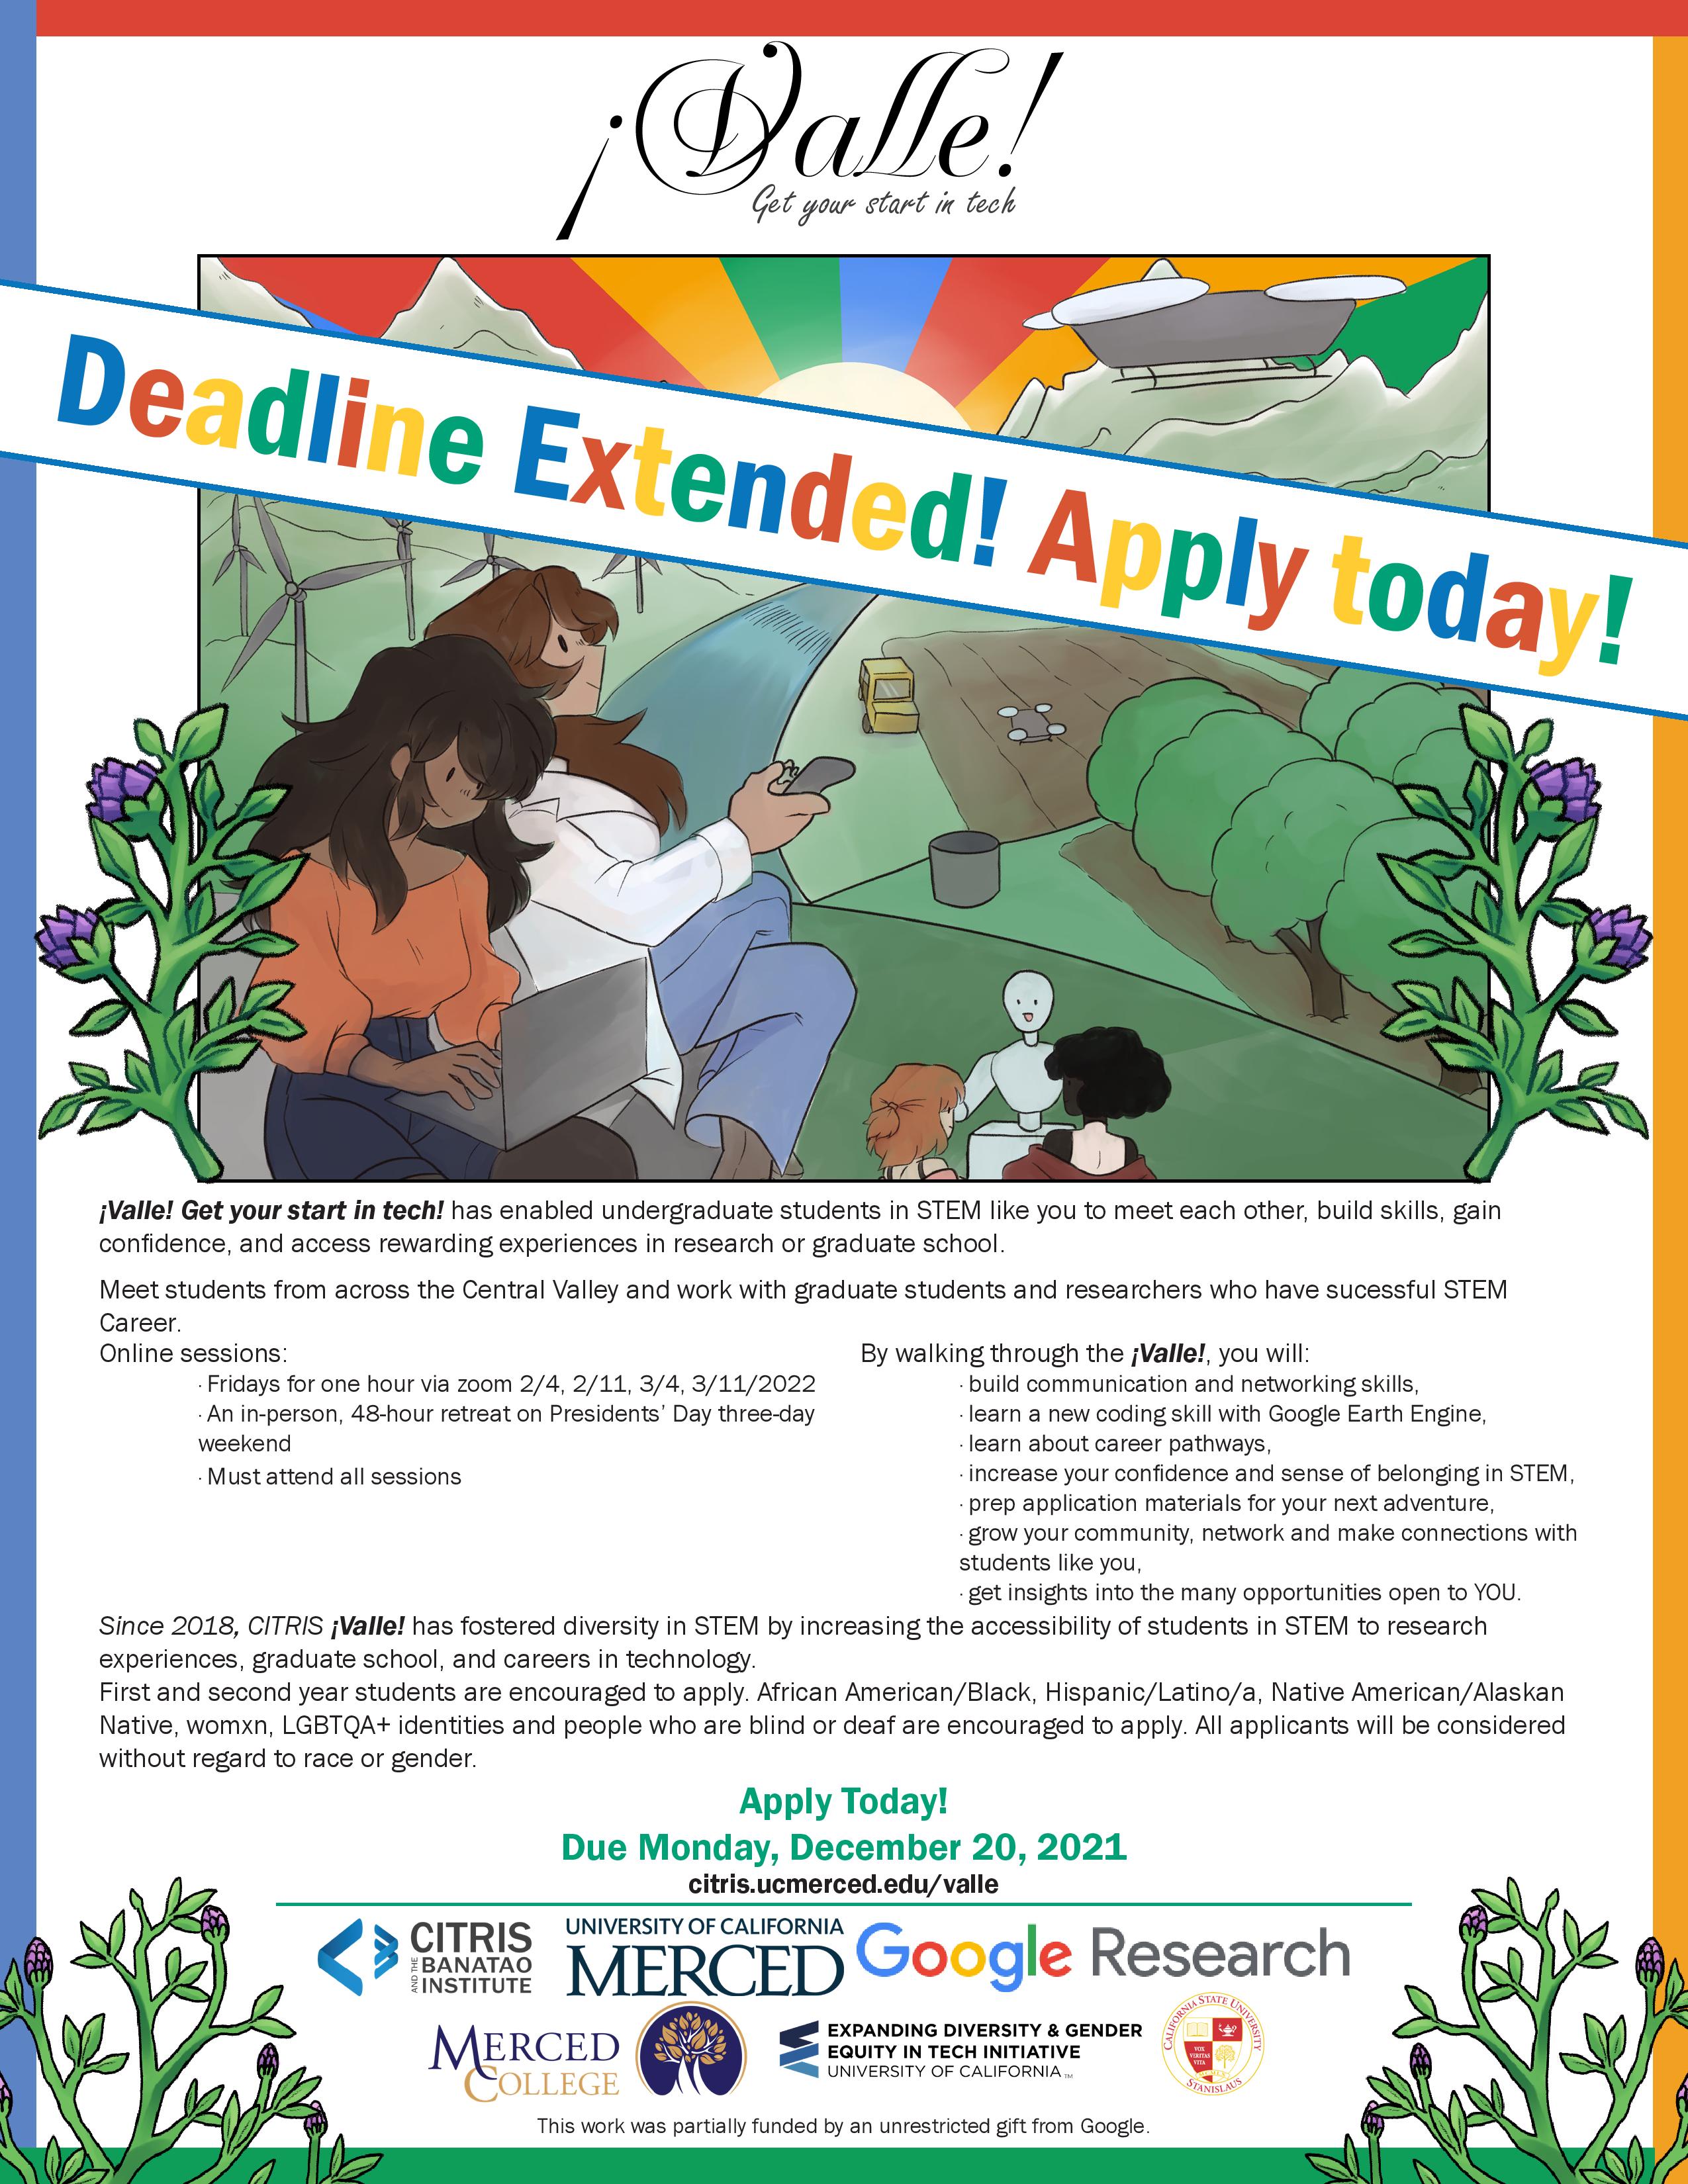 ¡Valle!
Get your start in tech
Deadline Extended! Apply today!
¡Valle! Get your start in tech! has enabled undergraduate students in STEM like you to meet each other, build skills, gain
confidence, and access rewarding experiences in research or graduate school.
Meet students from across the Central Valley and work with graduate students and researchers who have sucessful STEM
Career.
Online sessions:
· Fridays for one hour via zoom 2/4, 2/11, 3/4, 3/11/2022
· An in-person, 48-hour retreat on Presidents’ Day three-day
weekend
· Must attend all sessions
By walking through the ¡Valle!, you will:
· build communication and networking skills,
· learn a new coding skill with Google Earth Engine,
· learn about career pathways,
· increase your confidence and sense of belonging in STEM,
· prep application materials for your next adventure,
· grow your community, network and make connections with
students like you,
· get insights into the many opportunities open to YOU.
Since 2018, CITRIS ¡Valle! has fostered diversity in STEM by increasing the accessibility of students in STEM to research
experiences, graduate school, and careers in technology.
First and second year students are encouraged to apply. African American/Black, Hispanic/Latino/a, Native American/Alaskan
Native, womxn, LGBTQA+ identities and people who are blind or deaf are encouraged to apply. All applicants will be considered
without regard to race or gender.
Apply Today!
Due Monday, December 20, 2021
citris.ucmerced.edu/valle
CITRIS
AND THE
BANATAO
INSTITUTE
UNIVERSITY OF CALIFORNIA
MERCED
Google Research
MERCED
COLLEGE
EXPANDING DIVERSITY & GENDER
EQUITY IN TECH INITIATIVE
UNIVERSITY OF CALIFORNIA TM
CALIFORNIA STATE UNIVERSITY
VOX
VERITAS
VITA
STANISLAUS
This work was partially funded by an unrestricted gift from Google.